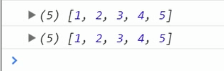 ▶(5) [1, 2, 3, 4, 5]
▶(5) [1, 2, 3, 4, 5]
>